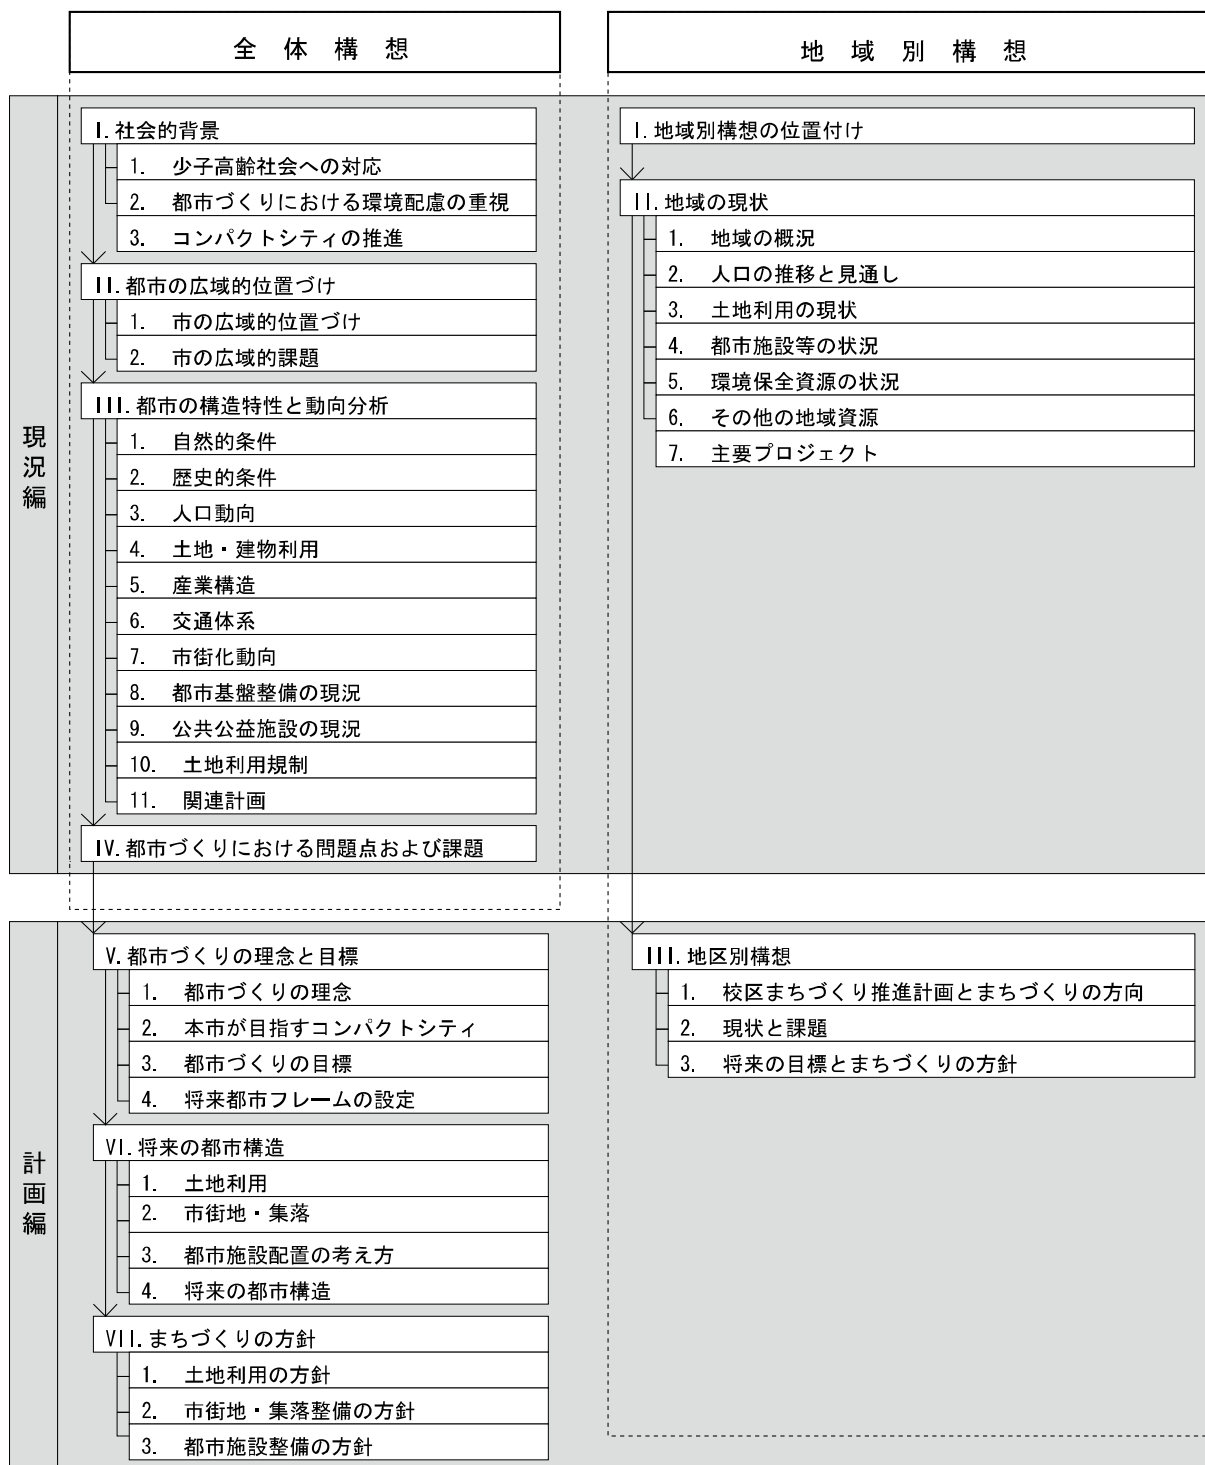 全体構想
地域別構想
現況編
I. 社会的背景
1. 少子高齢社会への対応
2. 都市づくりにおける環境配慮の重視
3. コンパクトシティの推進
II. 都市の広域的位置づけ
1. 市の広域的位置づけ
2. 市の広域的課題
III. 都市の構造特性と動向分析
1. 自然的条件
2. 歴史的条件
3. 人口動向
4. 土地・建物利用
5. 産業構造
6. 交通体系
7. 市街化動向
8. 都市基盤整備の現況
9. 公共公益施設の現況
10. 土地利用規制
11. 関連計画
IV. 都市づくりにおける問題点および課題
I. 地域別構想の位置付け
II. 地域の現状
1. 地域の概況
2. 人口の推移と見通し
3. 土地利用の現状
4. 都市施設等の状況
5. 環境保全資源の状況
6. その他の地域資源
7. 主要プロジェクト
計画編
V. 都市づくりの理念と目標
1. 都市づくりの理念
2. 本市が目指すコンパクトシティ
3. 都市づくりの目標
4. 将来都市フレームの設定
VI. 将来の都市構造
1. 土地利用
2. 市街地・集落
3. 都市施設配置の考え方
4. 将来の都市構造
VII. まちづくりの方針
1. 土地利用の方針
2. 市街地・集落整備の方針
3. 都市施設整備の方針
III. 地区別構想
1. 校区まちづくり推進計画とまちづくりの方向
2. 現状と課題
3. 将来の目標とまちづくりの方針